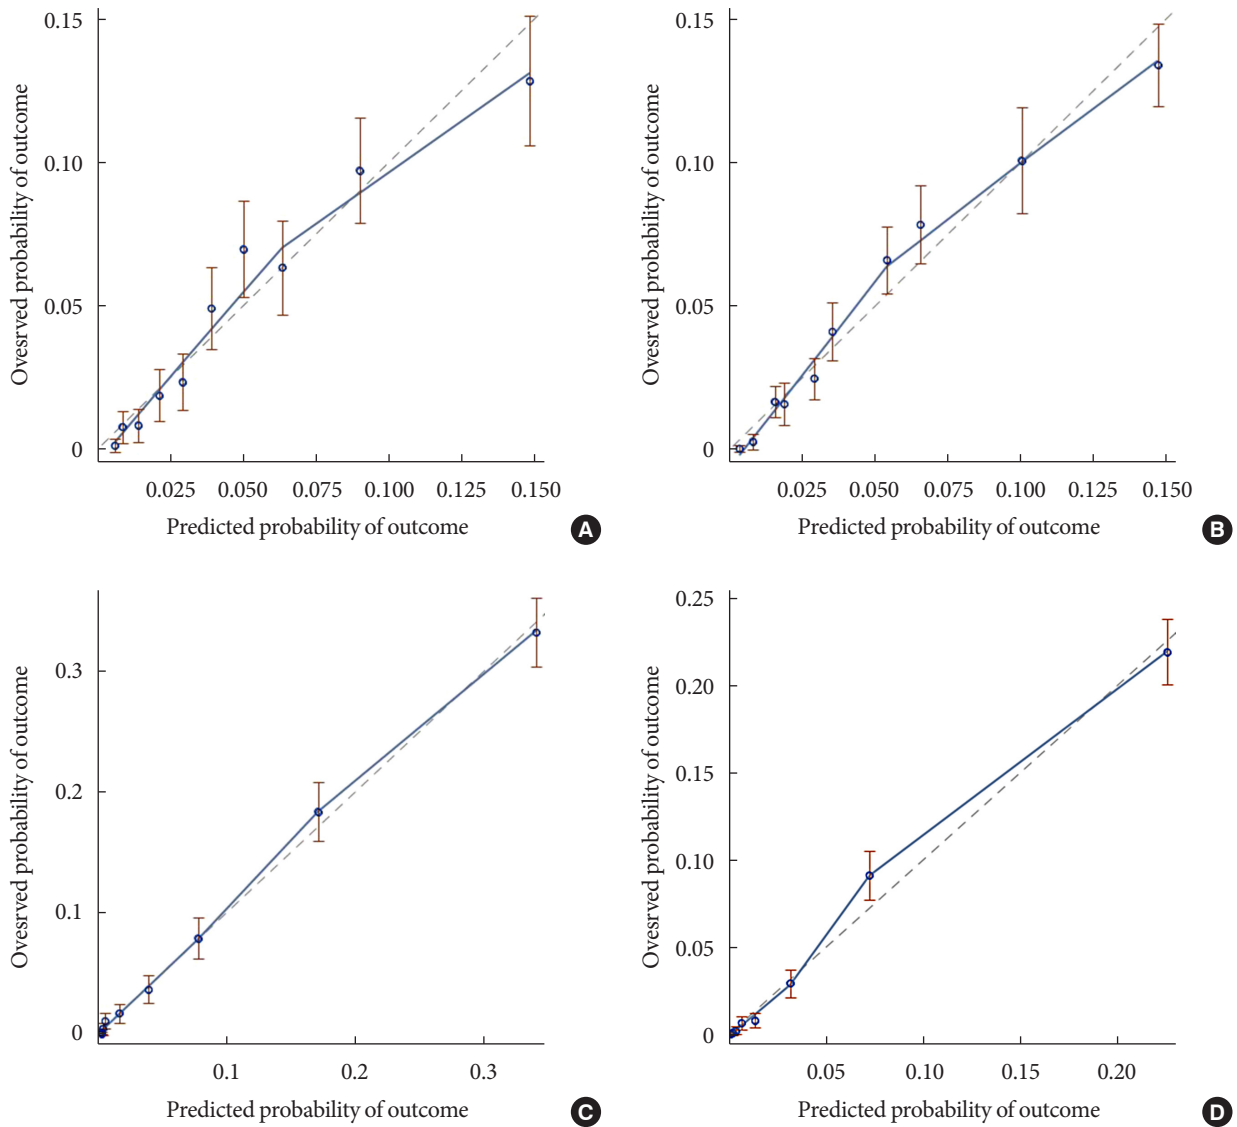 0.15
0.10
0.05
0
Ovesrved probability of outcome
0.025 0.050 0.075 0.100 0.125 0.150
Predicted probability of outcome
A
0.15
0.10
0.05
0
Ovesrved probability of outcome
0.025 0.050 0.075 0.100 0.125 0.150
Predicted probability of outcome
B
0.3
0.2
0.1
0
Ovesrved probability of outcome
0.1 0.2 0.3
Predicted probability of outcome
C
0.25
0.20
0.15
0.10
0.05
0
Ovesrved probability of outcome
0.05 0.10 0.15 0.20
Predicted probability of outcome
D